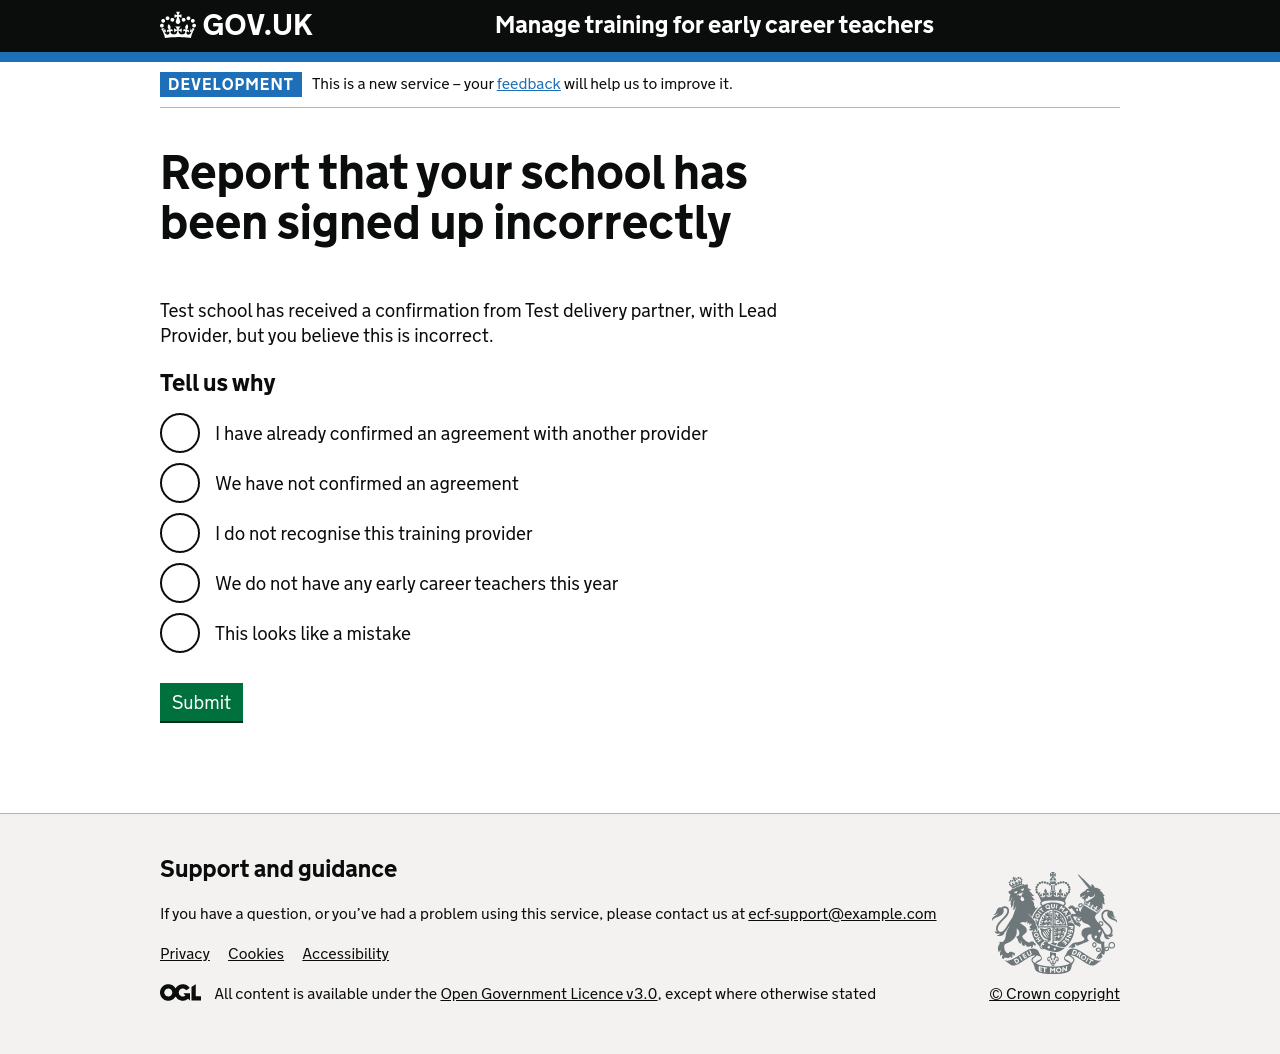 GOV.UK
Manage training for early career teachers
DEVELOPMENT
This is a new service – your feedback will help us to improve it.
Report that your school has
been signed up incorrectly
Test school has received a confirmation from Test delivery partner, with Lead
Provider, but you believe this is incorrect.
Tell us why
I have already confirmed an agreement with another provider
We have not confirmed an agreement
I do not recognise this training provider
We do not have any early career teachers this year
This looks like a mistake
Submit
Support and guidance
If you have a question, or you’ve had a problem using this service, please contact us at ecf-support@example.com
Privacy Cookies Accessibility
OGL All content is available under the Open Government Licence v3.0, except where otherwise stated
DIEU ET MON DROIT
© Crown copyright